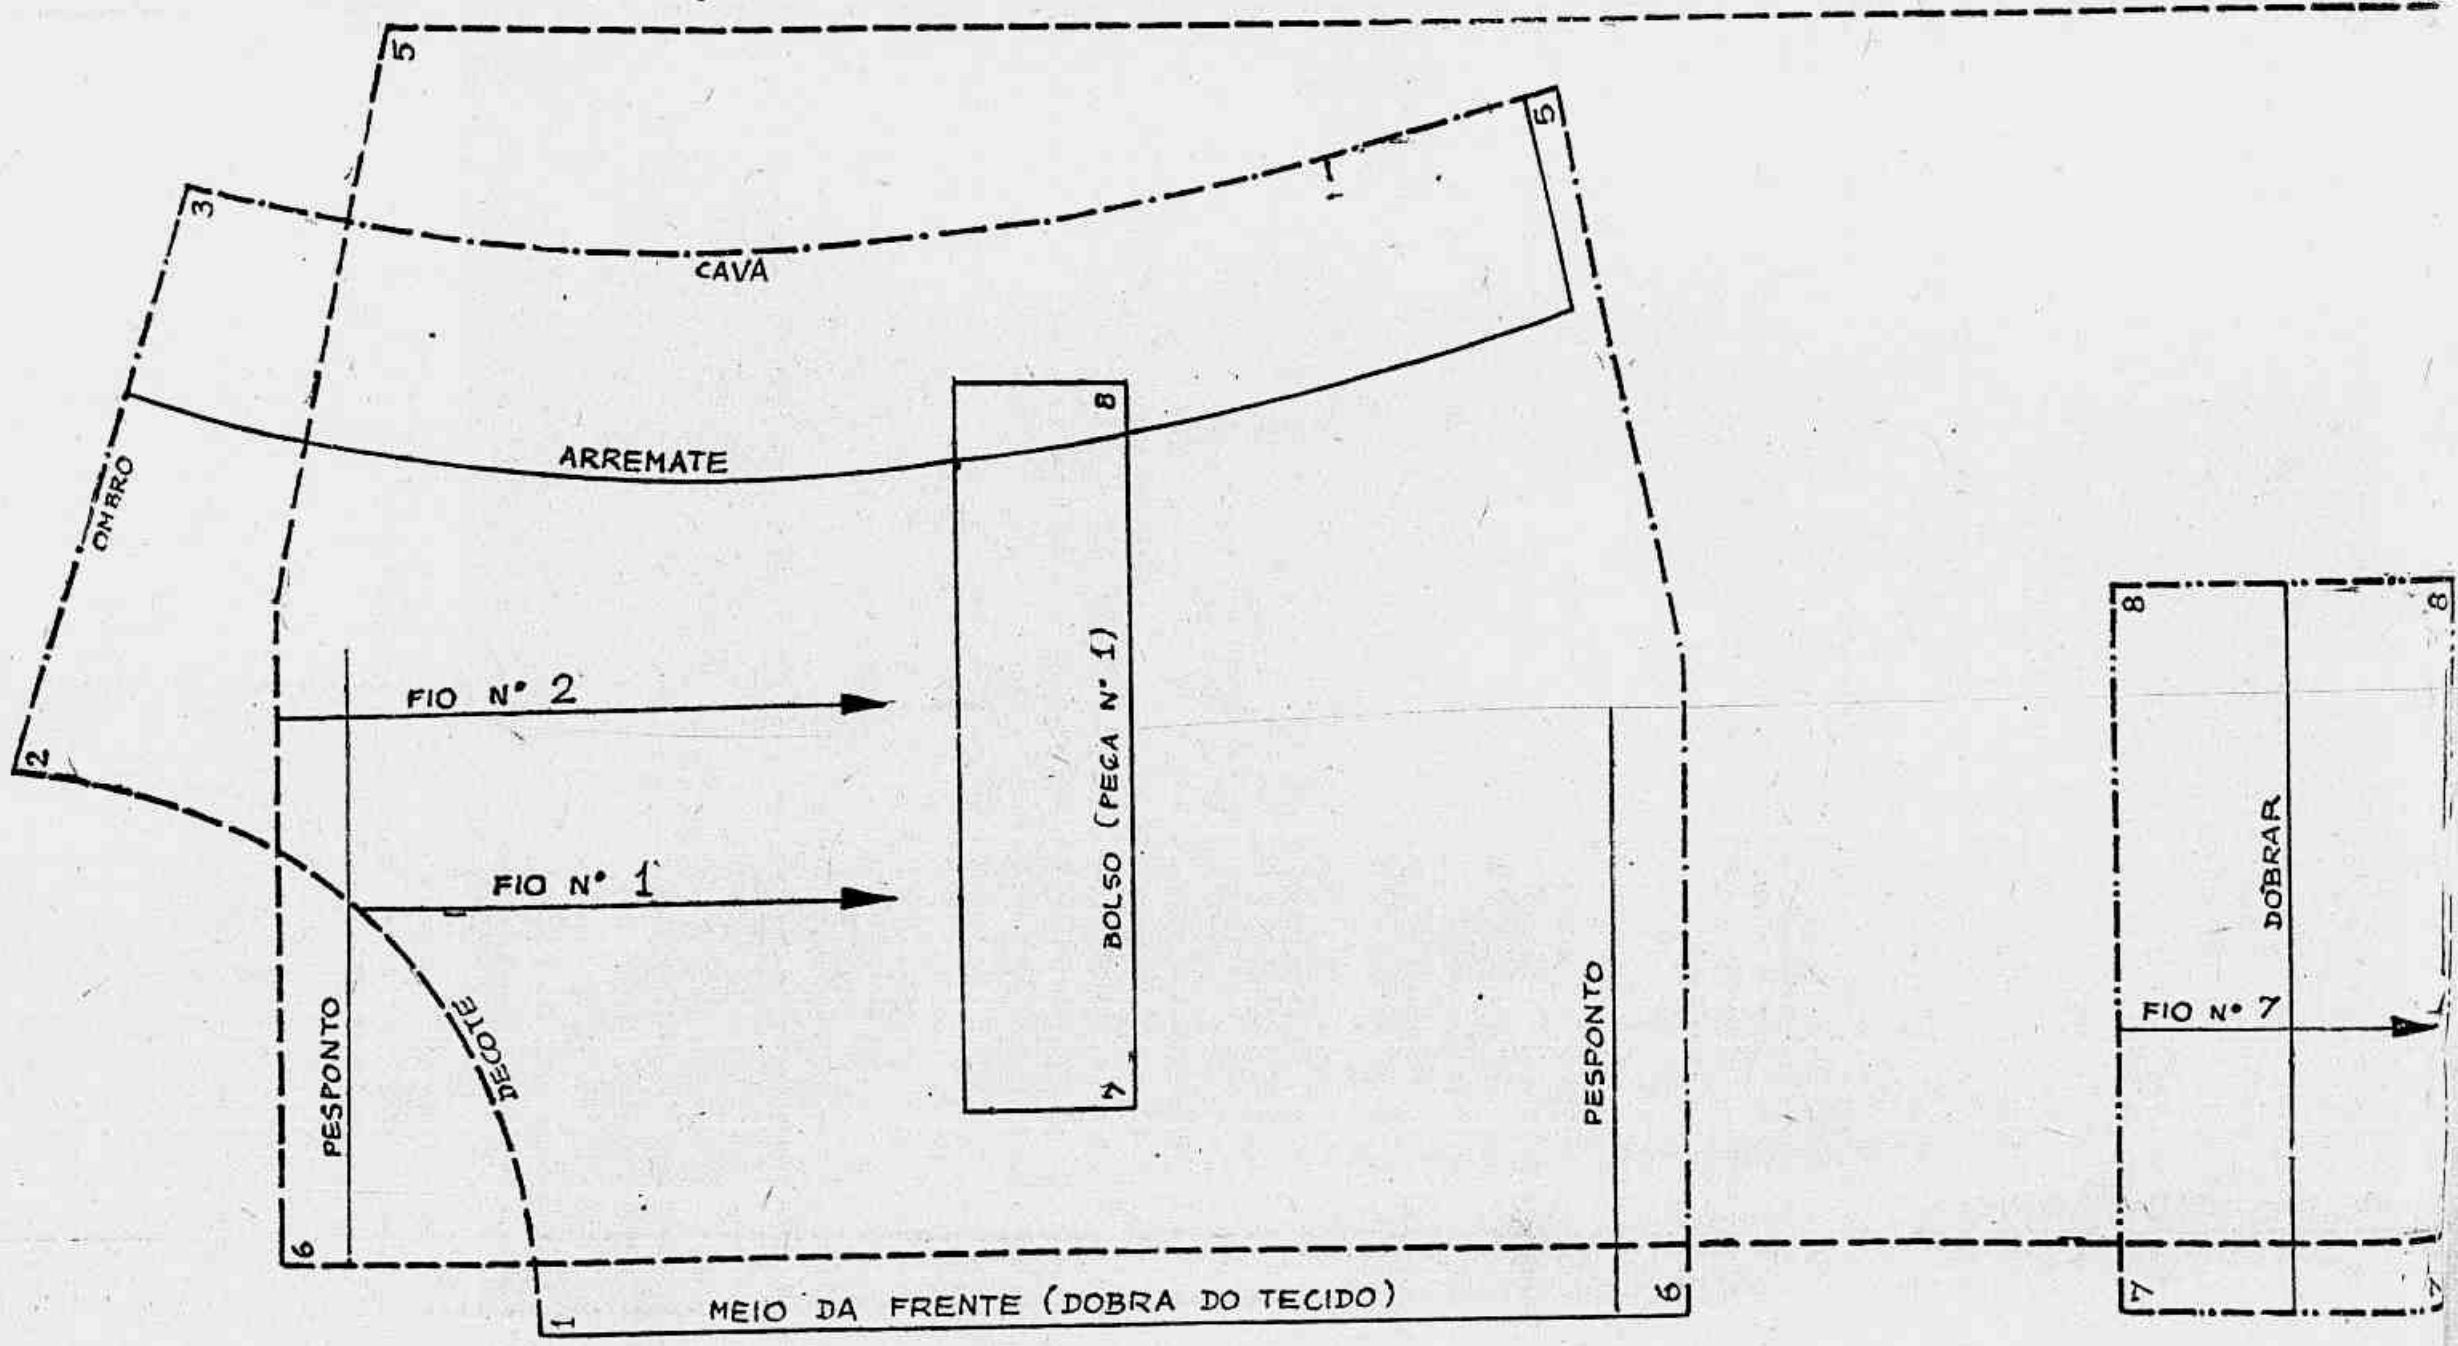 5
3
5
CAVA
8
ARREMATE
OMBRO
8
8
FIO Nº 2
2
BOLSO (PEÇA Nº 1)
DOBRAR
FIO Nº 1
DECOTE
PESPONTO
PESPONTO
FIO Nº 7
7
6
6
7
7
1
MEIO DA FRENTE (DOBRA DO TECIDO)